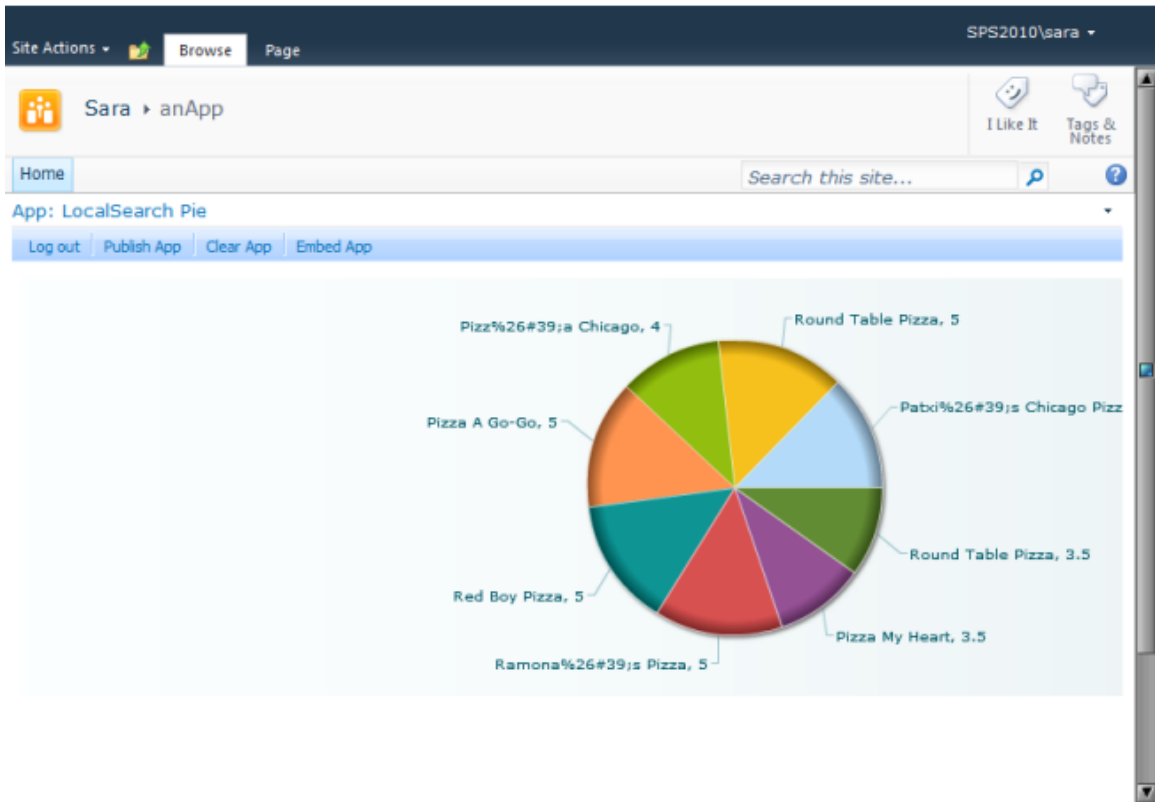 SPS2010\sara
Site Actions Browse Page
Sara ▸ anApp
I Like It
Tags &
Notes
Home
Search this site...
App: LocalSearch Pie
Log out Publish App Clear App Embed App
Pizz%26#39;a Chicago, 4
Round Table Pizza, 5
Patxi%26#39;s Chicago Pizz
Pizza A Go-Go, 5
Round Table Pizza, 3.5
Red Boy Pizza, 5
Pizza My Heart, 3.5
Ramona%26#39;s Pizza, 5